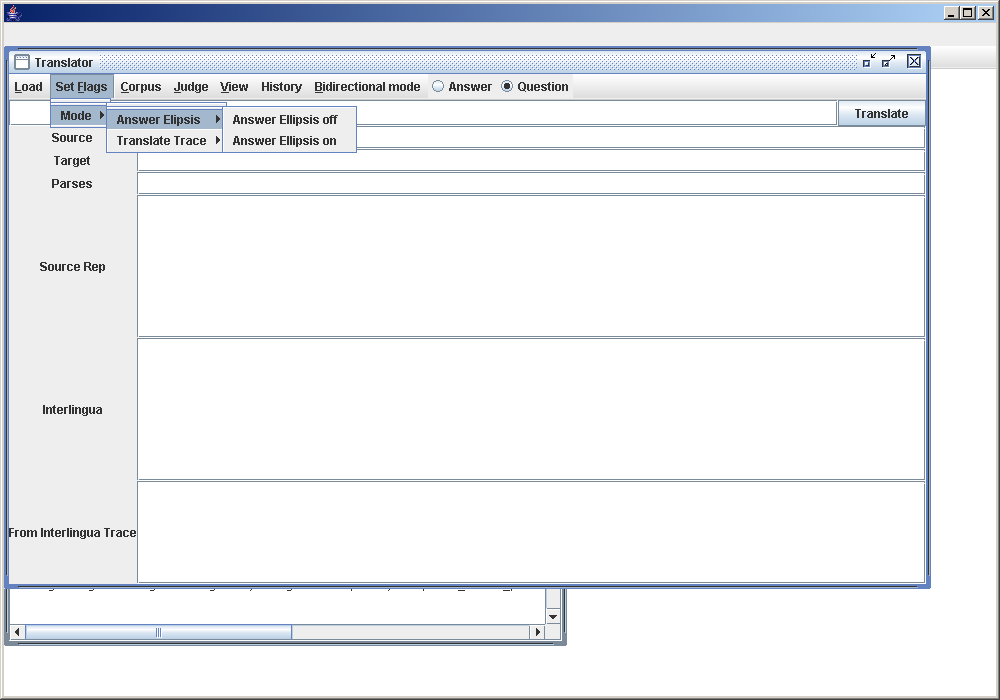 Translator
Load Set Flags Corpus Judge View History Bidirectional mode Answer Question
Mode Answer Elipsis Answer Ellipsis off Translate
Translate Trace Answer Ellipsis on
Source
Target
Parses
Source Rep
Interlingua
From Interlingua Trace